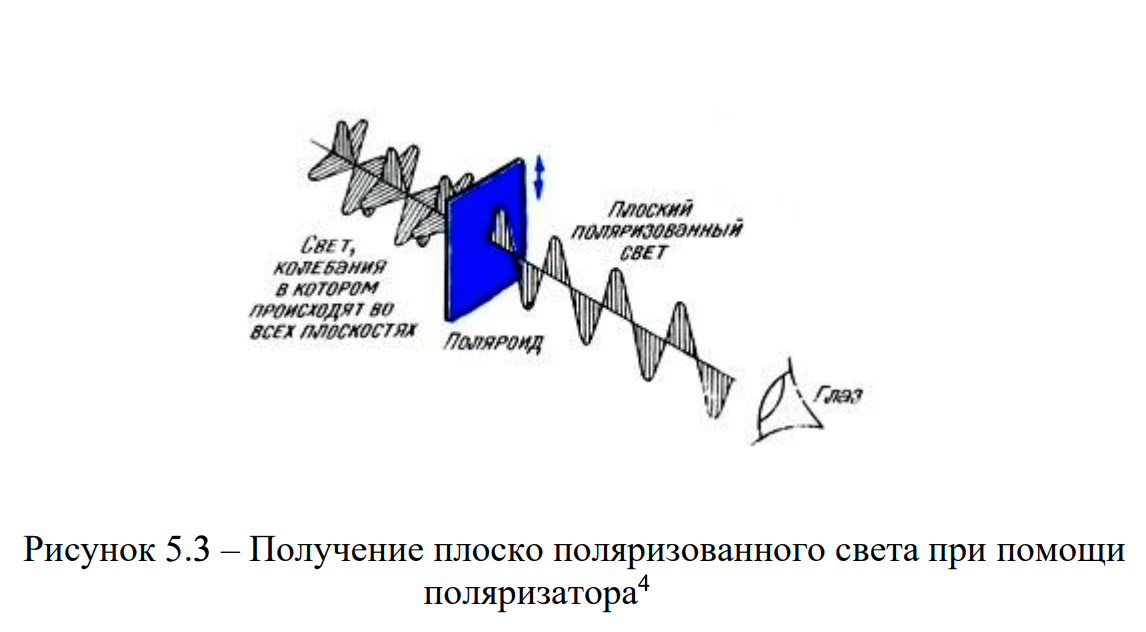 Свет,
колебания
в котором
происходят во
всех плоскостях
Поляроид
Плоский
поляризованный
свет
Глаз
Рисунок 5.3 – Получение плоско поляризованного света при помощи
поляризатора⁴